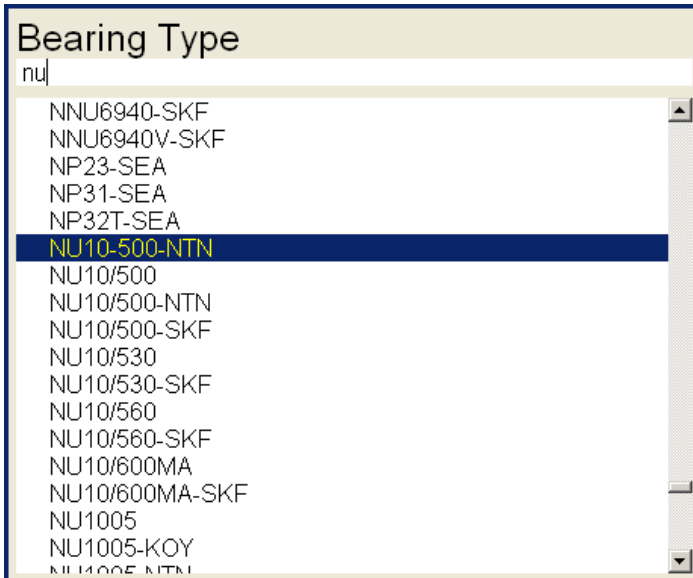 Bearing Type
nu
NNU6940-SKF
NNU6940V-SKF
NP23-SEA
NP31-SEA
NP32T-SEA
NU10-500-NTN
NU10/500
NU10/500-NTN
NU10/500-SKF
NU10/530
NU10/530-SKF
NU10/560
NU10/560-SKF
NU10/600MA
NU10/600MA-SKF
NU1005
NU1005-KOY
NU1005-NTN